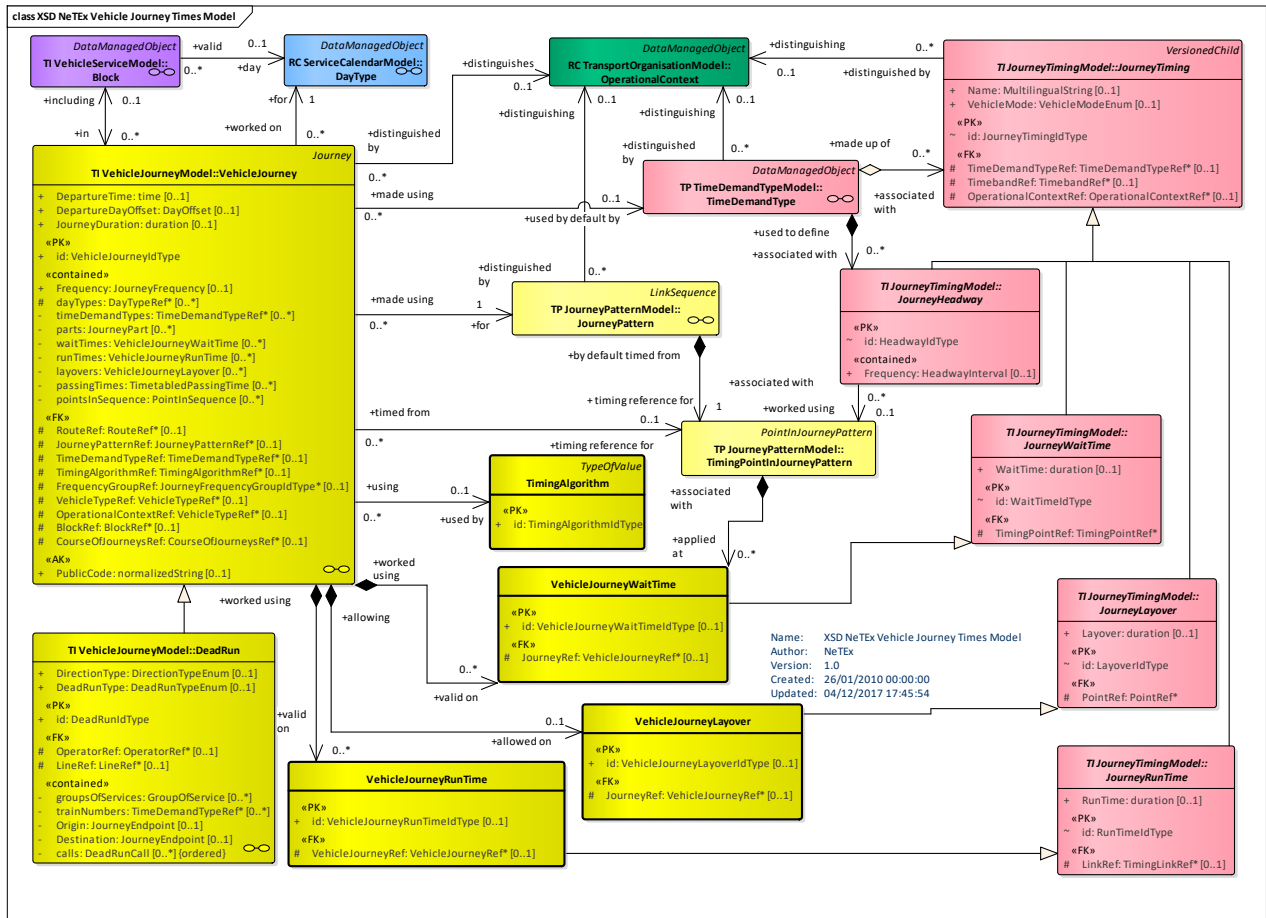 class XSD NeTEx Vehicle Journey Times Model
DataManagedObject
TI VehicleServiceModel::
Block
+valid
0..1
0..*
+day
DataManagedObject
RC ServiceCalendarModel::
DayType
DataManagedObject
RC TransportOrganisationModel::
OperationalContext
+distinguishing
0..*
0..1
+distinguished by
VersionedChild
TI JourneyTimingModel::JourneyTiming
+ Name: MultilingualString [0..1]
+ VehicleMode: VehicleModeEnum [0..1]
«PK»
~ id: JourneyTimingIdType
«FK»
# TimeDemandTypeRef: TimeDemandTypeRef* [0..1]
# TimebandRef: TimebandRef* [0..1]
# OperationalContextRef: OperationalContextRef* [0..1]
+including
0..1
+in
0..*
+for
1
+worked on
0..*
+distinguishes
0..1
+distinguished
by
0..*
0..1
+distinguishing
0..1
+distinguishing
+distinguished
by
0..*
Journey
TI VehicleJourneyModel::VehicleJourney
+ DepartureTime: time [0..1]
+ DepartureDayOffset: DayOffset [0..1]
+ JourneyDuration: duration [0..1]
«PK»
+ id: VehicleJourneyIdType
«contained»
+ Frequency: JourneyFrequency [0..1]
# dayTypes: DayTypeRef* [0..*]
- timeDemandTypes: TimeDemandTypeRef* [0..*]
- parts: JourneyPart [0..*]
- waitTimes: VehicleJourneyWaitTime [0..*]
- runTimes: VehicleJourneyRunTime [0..*]
- layovers: VehicleJourneyLayover [0..*]
- passingTimes: TimetabledPassingTime [0..*]
- pointsInSequence: PointInSequence [0..*]
«FK»
# RouteRef: RouteRef* [0..1]
# JourneyPatternRef: JourneyPatternRef* [0..1]
# TimeDemandTypeRef: TimeDemandTypeRef* [0..1]
# TimingAlgorithmRef: TimingAlgorithmRef* [0..1]
# FrequencyGroupRef: JourneyFrequencyGroupIdType* [0..1]
# VehicleTypeRef: VehicleTypeRef* [0..1]
# OperationalContextRef: VehicleTypeRef* [0..1]
# BlockRef: BlockRef* [0..1]
# CourseOfJourneysRef: CourseOfJourneysRef* [0..1]
«AK»
+ PublicCode: normalizedString [0..1]
+made using
0..*
0..1
+used by default by
DataManagedObject
TP TimeDemandTypeModel::
TimeDemandType
+made up of
0..*
+associated
with
+used to define
+associated with
0..*
TI JourneyTimingModel::
JourneyHeadway
«PK»
~ id: HeadwayIdType
«contained»
+ Frequency: HeadwayInterval [0..1]
+distinguished
by
0..*
+made using
0..*
1
+for
LinkSequence
TP JourneyPatternModel::
JourneyPattern
+by default timed from
+associated with
1
0..*
+worked using
0..1
+timed from
0..*
+ timing reference for
0..1
+timing reference for
PointInJourneyPattern
TP JourneyPatternModel::
TimingPointInJourneyPattern
TI JourneyTimingModel::
JourneyWaitTime
+ WaitTime: duration [0..1]
«PK»
~ id: WaitTimeIdType
«FK»
# TimingPointRef: TimingPointRef*
+using
0..*
0..1
+used by
TypeOfValue
TimingAlgorithm
«PK»
+ id: TimingAlgorithmIdType
+associated
with
+applied
at
0..*
+worked
using
0..*
+valid on
VehicleJourneyWaitTime
«PK»
+ id: VehicleJourneyWaitTimeIdType [0..1]
«FK»
# JourneyRef: VehicleJourneyRef* [0..1]
+worked using
+allowing
TI VehicleJourneyModel::DeadRun
+ DirectionType: DirectionTypeEnum [0..1]
+ DeadRunType: DeadRunTypeEnum [0..1]
«PK»
+ id: DeadRunIdType
«FK»
# OperatorRef: OperatorRef* [0..1]
# LineRef: LineRef* [0..1]
«contained»
- groupsOfServices: GroupOfService [0..*]
- trainNumbers: TimeDemandTypeRef* [0..*]
- Origin: JourneyEndpoint [0..1]
- Destination: JourneyEndpoint [0..1]
- calls: DeadRunCall [0..*] {ordered}
+valid
on
0..*
0..1
+allowed on
Name: XSD NeTEx Vehicle Journey Times Model
Author: NeTEx
Version: 1.0
Created: 26/01/2010 00:00:00
Updated: 04/12/2017 17:45:54
TI JourneyTimingModel::
JourneyLayover
+ Layover: duration [0..1]
«PK»
~ id: LayoverIdType
«FK»
# PointRef: PointRef*
VehicleJourneyLayover
«PK»
+ id: VehicleJourneyLayoverIdType [0..1]
«FK»
# JourneyRef: VehicleJourneyRef* [0..1]
VehicleJourneyRunTime
«PK»
+ id: VehicleJourneyRunTimeIdType [0..1]
«FK»
# VehicleJourneyRef: VehicleJourneyRef* [0..1]
TI JourneyTimingModel::
JourneyRunTime
+ RunTime: duration [0..1]
«PK»
~ id: RunTimeIdType
«FK»
# LinkRef: TimingLinkRef* [0..1]